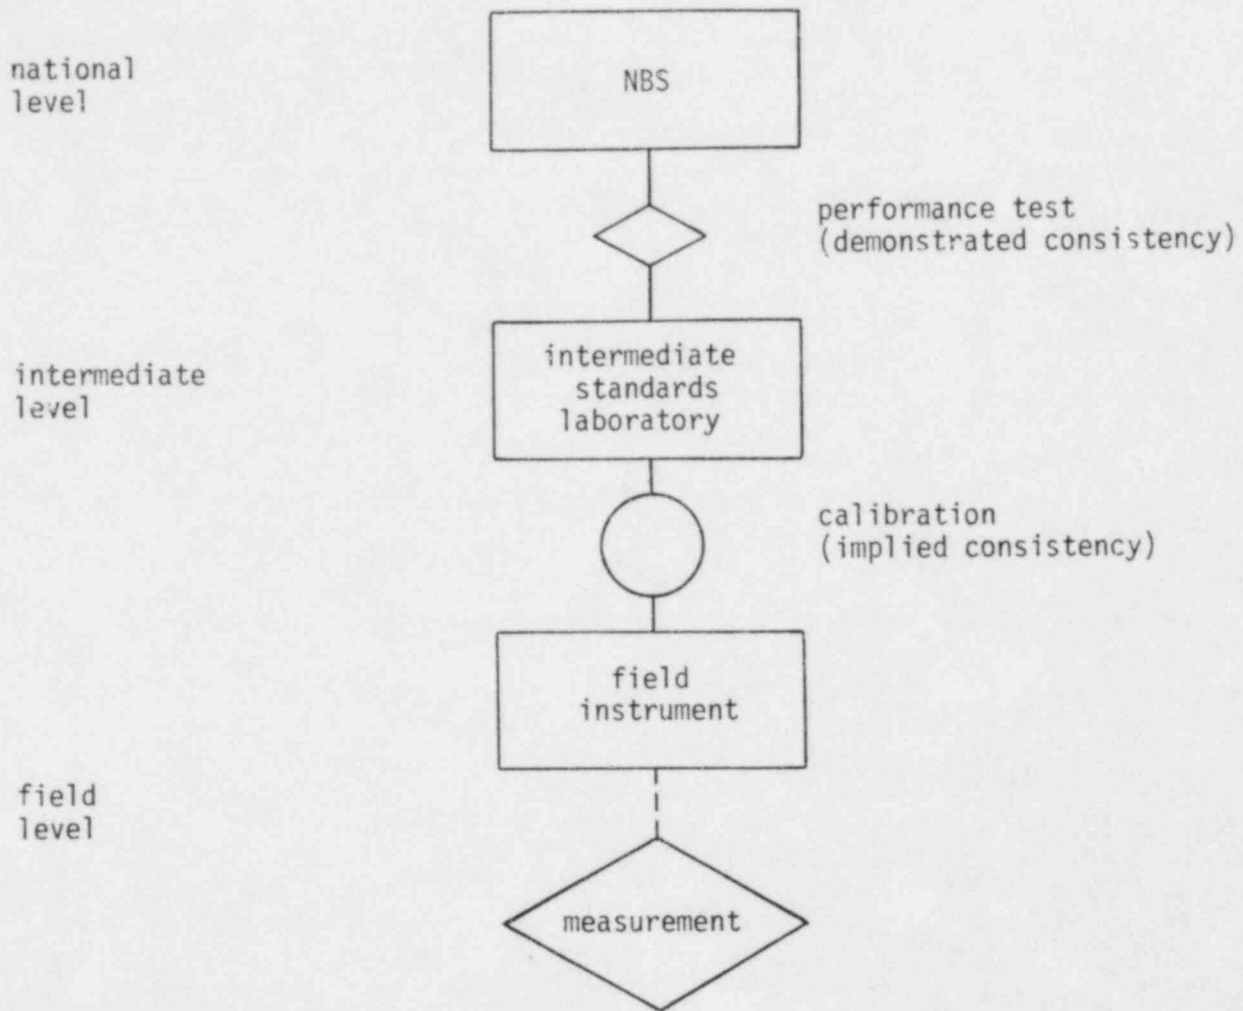 national
level
NBS
performance test
(demonstrated consistency)
intermediate
level
intermediate
standards
laboratory
calibration
(implied consistency)
field
instrument
field
level
measurement